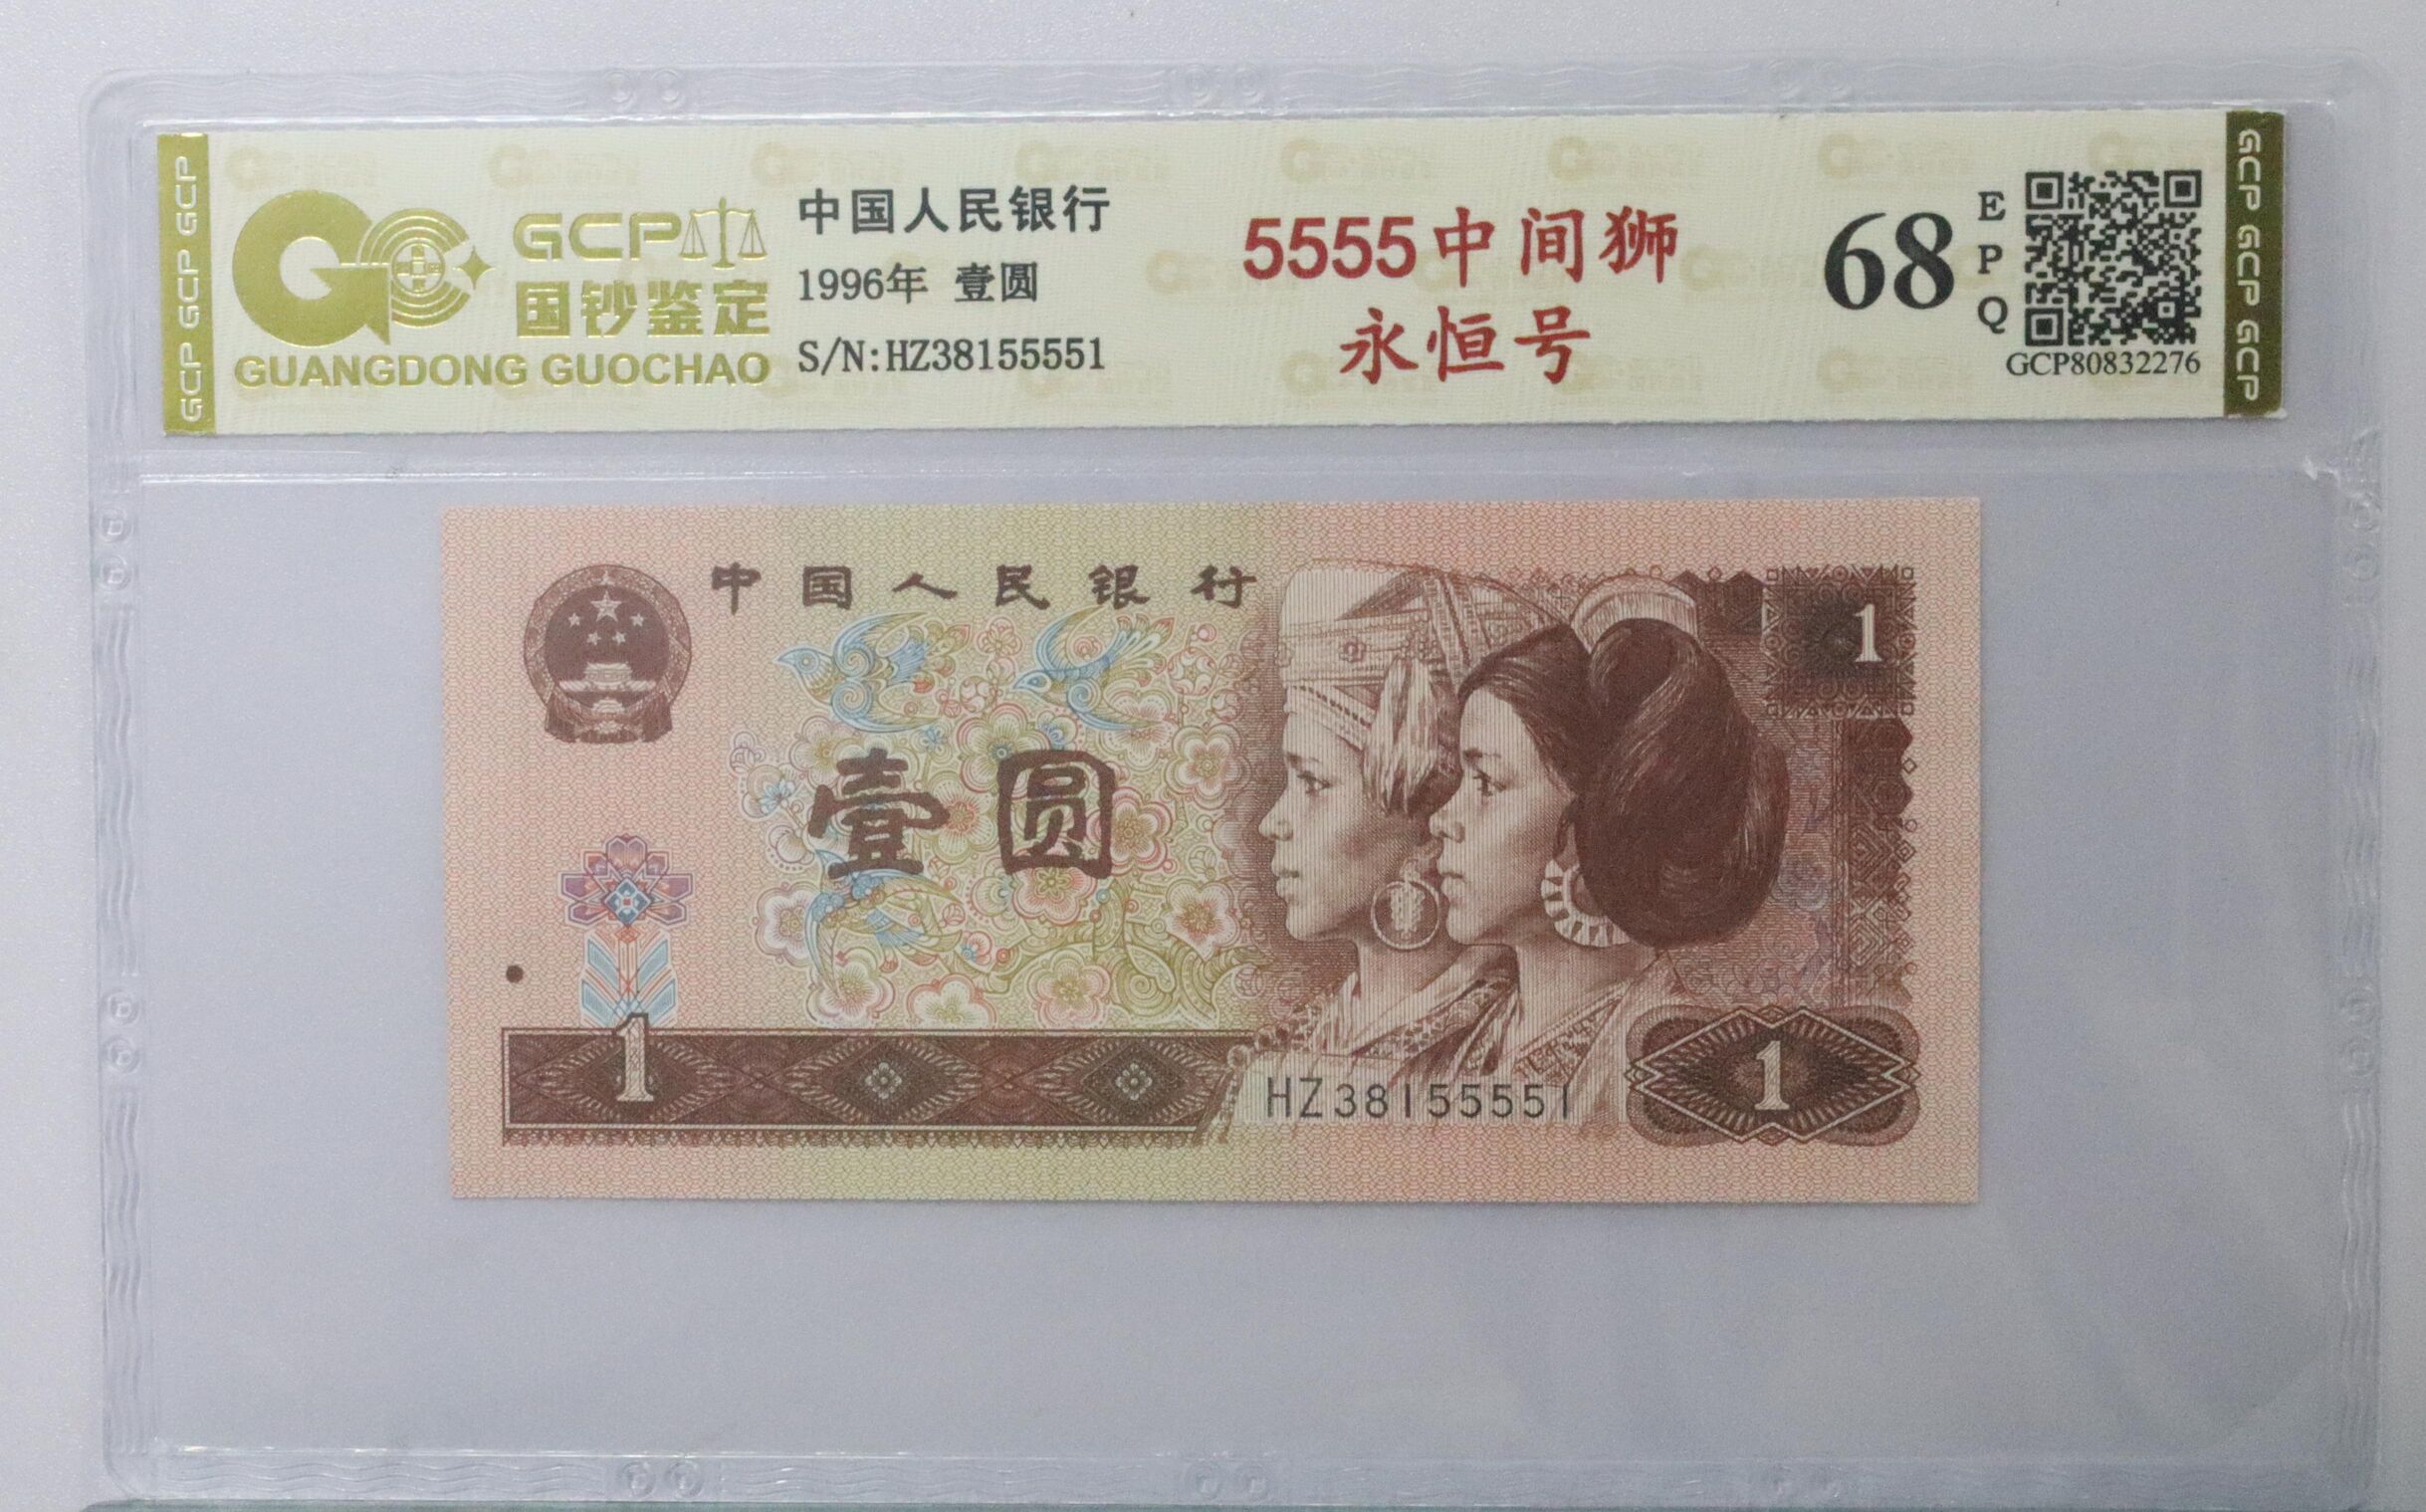 GCP GCP GCP
GCP
国钞鉴定
GUANGDONG GUOCHAO
中国人民银行
1996年 壹圆
S/N:HZ38155551
5555中间狮
永恒号
68
E
P
Q
GCP80832276
GCP GCP GCP
中国人民银行
1
壹圆
1
HZ38155551
1